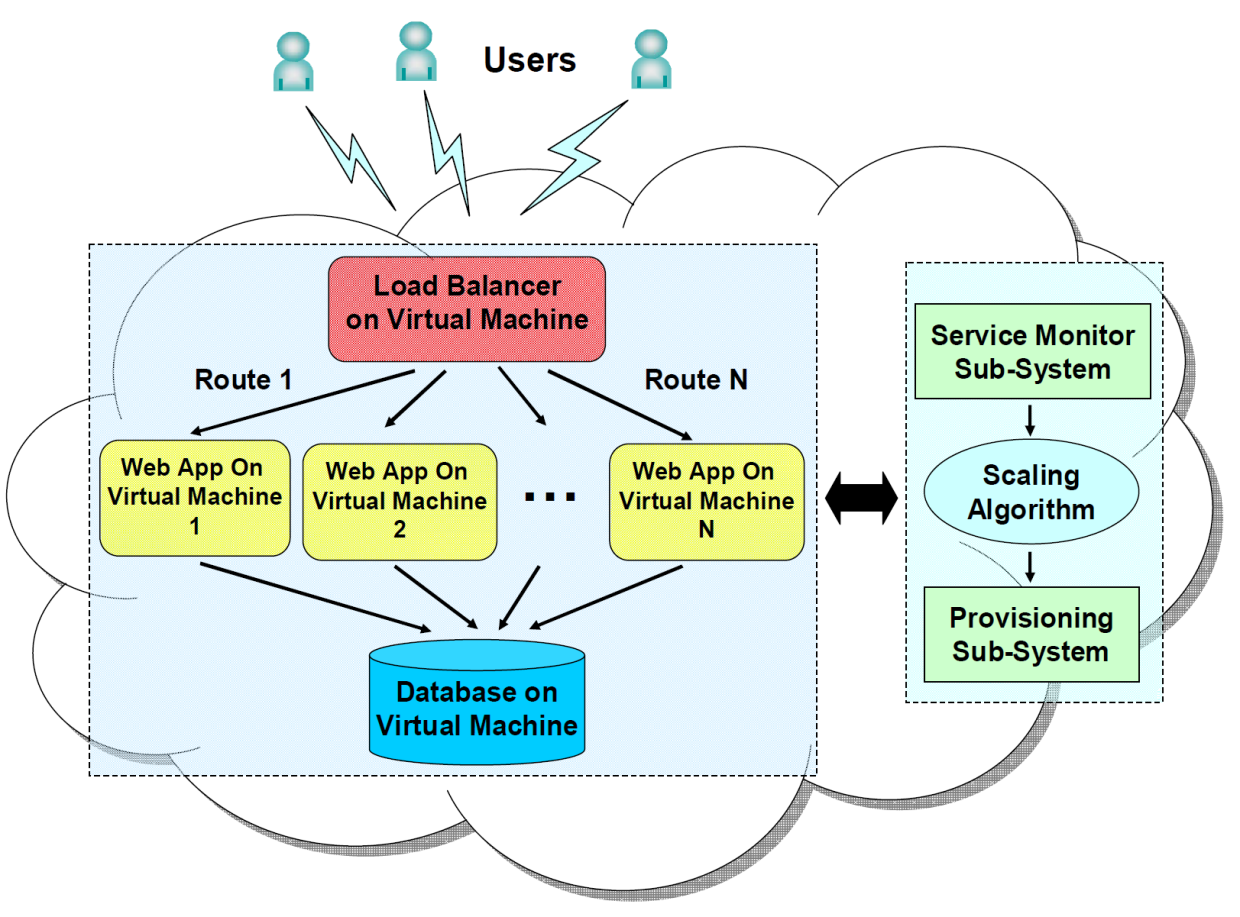 Users
Load Balancer
on Virtual Machine
Route 1
Route N
Web App On
Virtual Machine
1
Web App On
Virtual Machine
2
...
Web App On
Virtual Machine
N
Database on
Virtual Machine
Service Monitor
Sub-System
Scaling
Algorithm
Provisioning
Sub-System